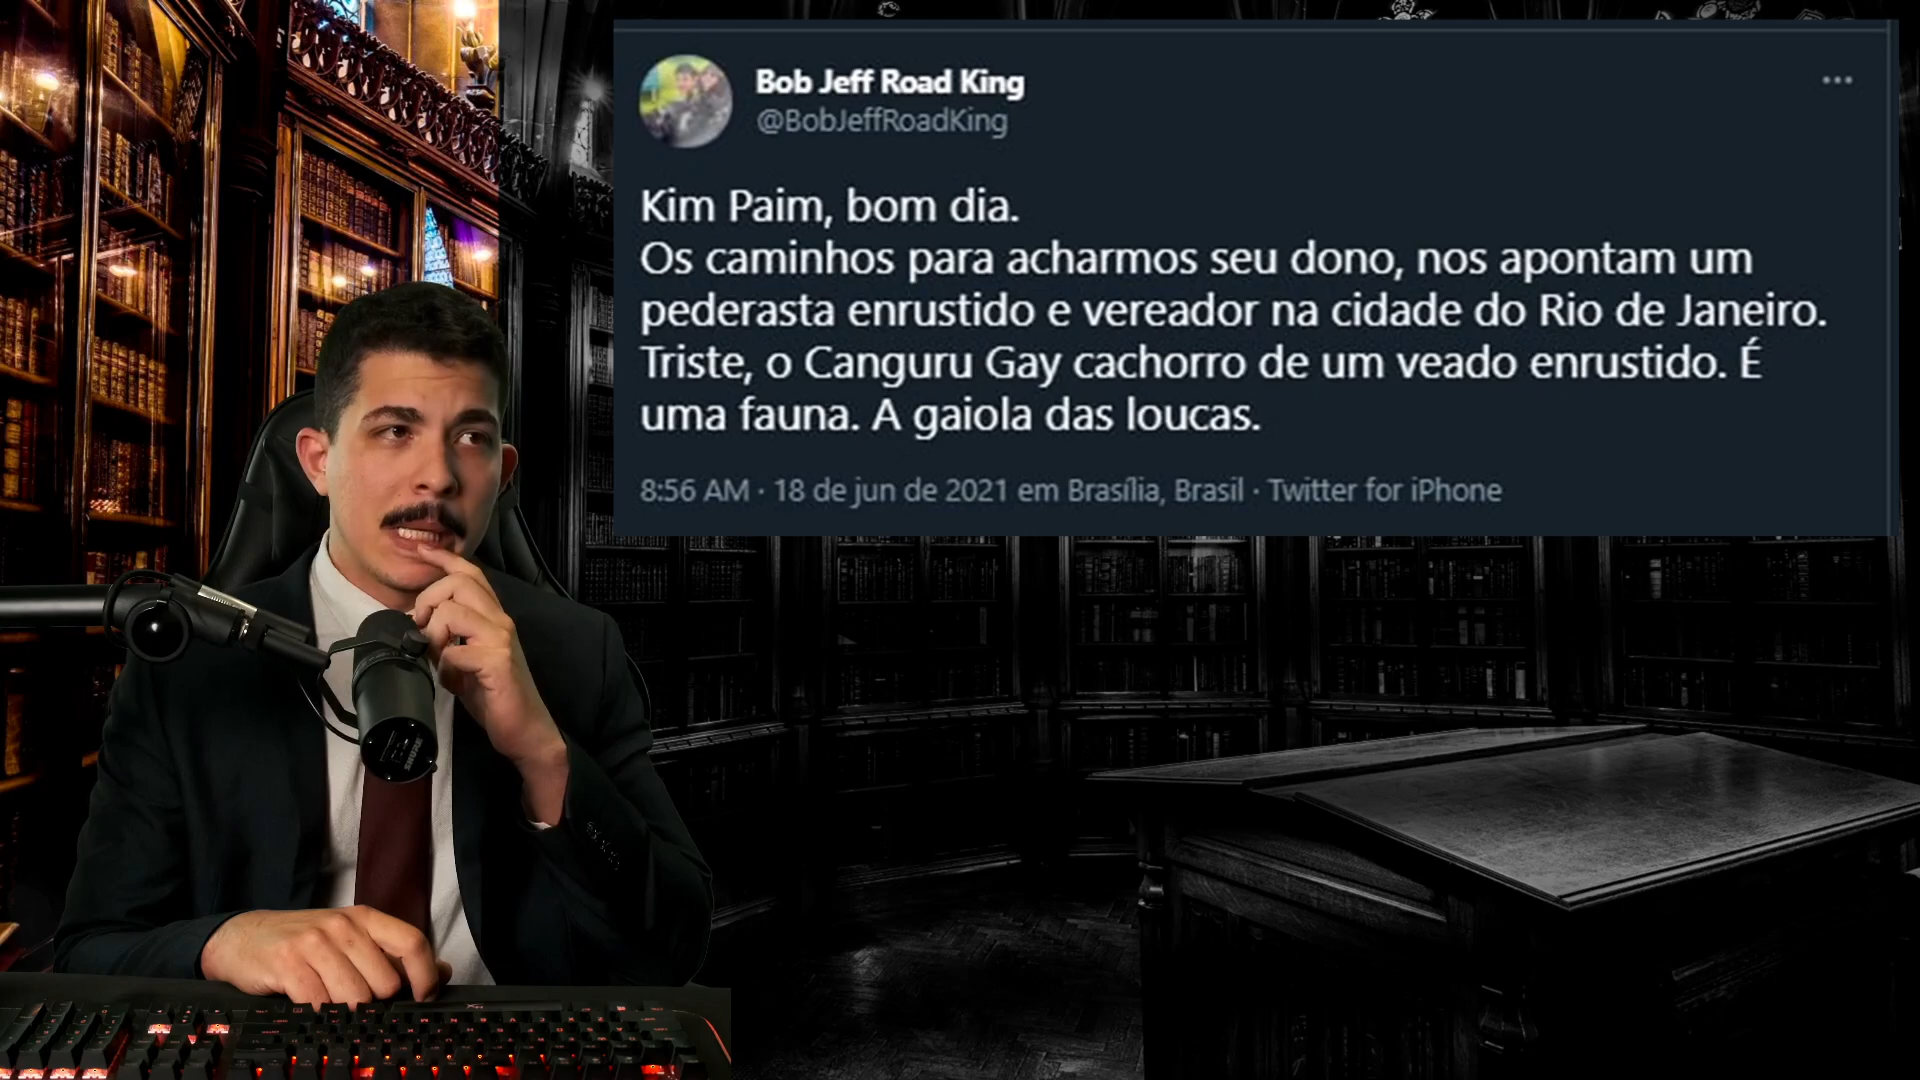 Bob Jeff Road King
@BobJeffRoadKing
Kim Paim, bom dia.
Os caminhos para acharmos seu dono, nos apontam um
pederasta enrustido e vereador na cidade do Rio de Janeiro.
Triste, o Canguru Gay cachorro de um veado enrustido. É
uma fauna. A gaiola das loucas.
8:56 AM · 18 de jun de 2021 em Brasília, Brasil · Twitter for iPhone
SHURE